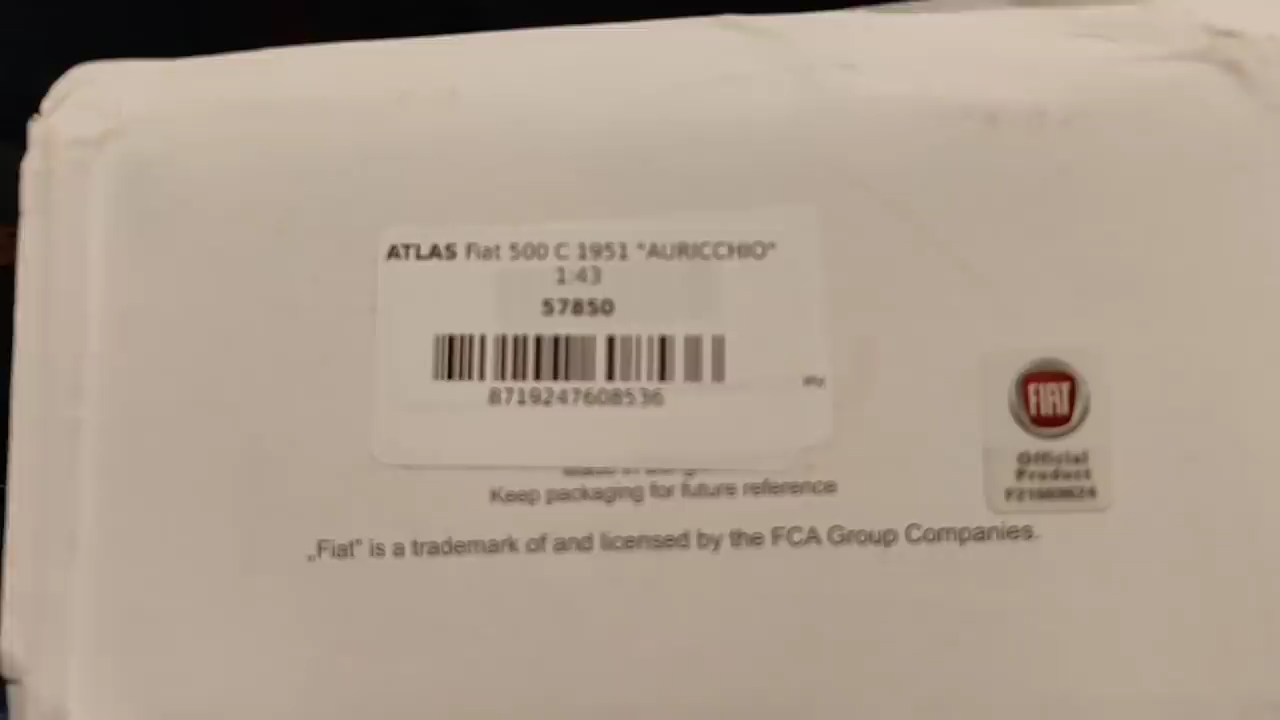 ATLAS Fiat 500 C 1951 "AURICCHIO"
1:43
57850
8719247608536
FIAT
Official
Product
Keep packaging for future reference
„Fiat" is a trademark of and licensed by the FCA Group Companies.